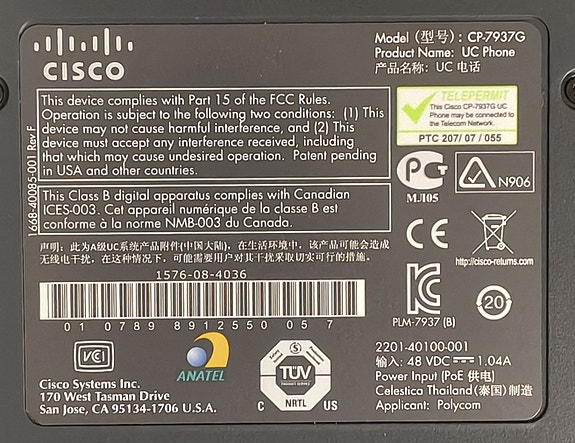 CISCO
Model (型号): CP-7937G
Product Name: UC Phone
产品名称: UC 电话
This device complies with Part 15 of the FCC Rules.
Operation is subject to the following two conditions: (1) This
device may not cause harmful interference, and (2) This
device must accept any interference received, including
that which may cause undesired operation. Patent pending
in USA and other countries.
TELEPERMIT
This Cisco CP-7937G UC
Phone may be connected to
the Telecom Network.
PTC 207/ 07 / 055
1668-40085-001 Rev F
This Class B digital apparatus complies with Canadian
ICES-003. Cet appareil numérique de la classe B est
conforme à la norme NMB-003 du Canada.
MJ05
N906
声明: 此为A级UC系统产品附件(中国大陆), 在生活环境中, 该产品可能会造成
无线电干扰, 在这种情况下, 可能需要用户对其干扰采取切实可行的措施.
CE
http://cisco-returns.com
1576-08-4036
01 0789 8912550 057
PLM-7937 (B)
20
2201-40100-001
输入: 48 VDC 1.04A
Power Input (PoE 供电)
Celestica Thailand(泰国)制造
Applicant: Polycom
VCI
ANATEL
TÜV
C NRTL US
Cisco Systems Inc.
170 West Tasman Drive
San Jose, CA 95134-1706 U.S.A.